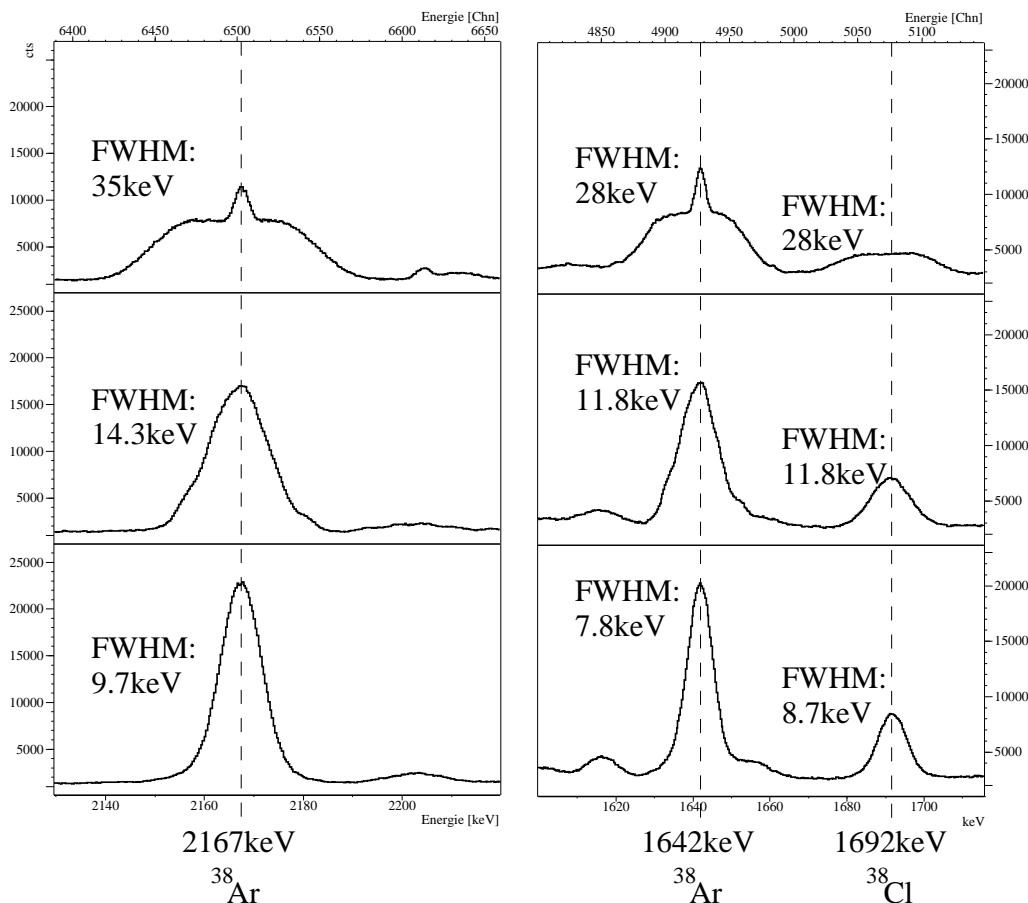 Energie [Chn]
6400 6450 6500 6550 6600 6650
cts
20000
15000
10000
5000
FWHM:
35keV
25000
20000
15000
10000
5000
FWHM:
14.3keV
25000
20000
15000
10000
5000
FWHM:
9.7keV
2140 2160 2180 2200
Energie [keV]
2167keV
38Ar
Energie [Chn]
4850 4900 4950 5000 5050 5100
20000
15000
10000
5000
FWHM:
28keV
FWHM:
28keV
20000
15000
10000
5000
FWHM:
11.8keV
FWHM:
11.8keV
20000
15000
10000
5000
FWHM:
7.8keV
FWHM:
8.7keV
1620 1640 1660 1680 1700
keV
1642keV 1692keV
38Ar 38Cl